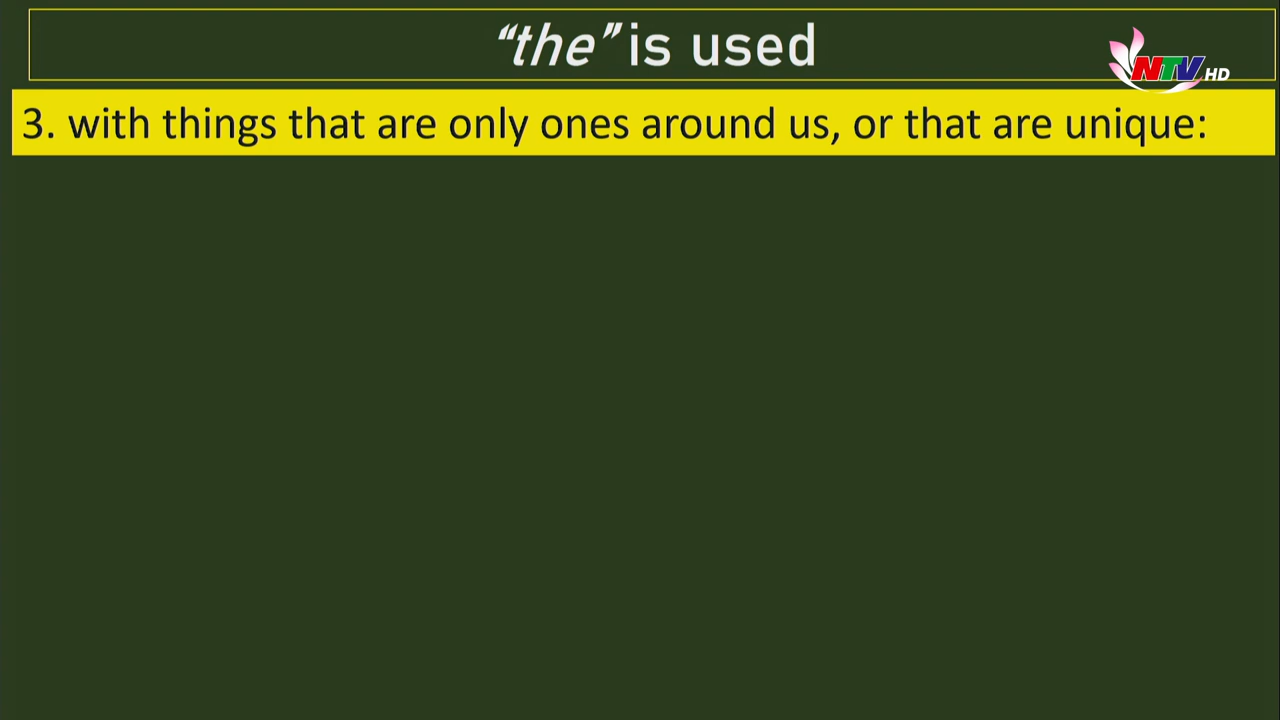 “the” is used
NTV HD
3. with things that are only ones around us, or that are unique: